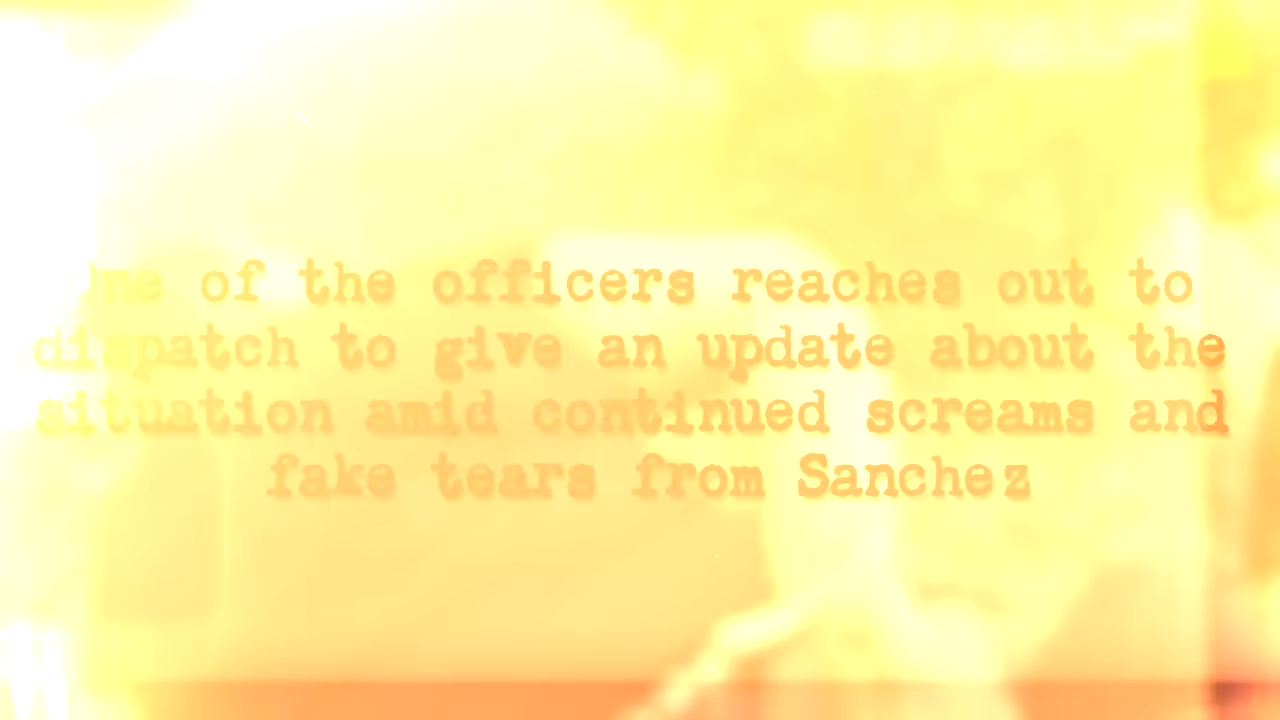 One of the officers reaches out to
dispatch to give an update about the
situation amid continued screams and
fake tears from Sanchez